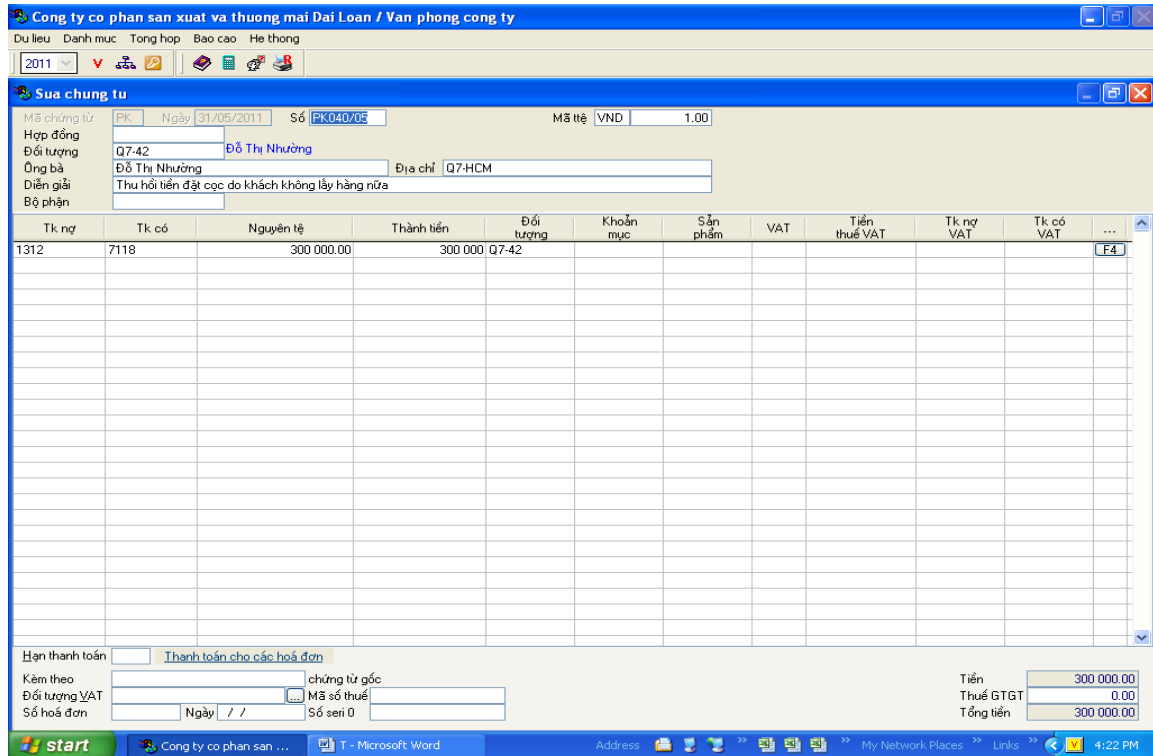 Cong ty co phan san xuat va thuong mai Dai Loan / Van phong cong ty
Du lieu Danh muc Tong hop Bao cao He thong
2011 V
Sua chung tu
Mã chứng từ PK Ngày 31/05/2011 Số PK040/05 Mã ttệ VND 1.00
Hợp đồng
Đối tượng Q7-42 Đỗ Thị Nhường
Ông bà Đỗ Thị Nhường Địa chỉ Q7-HCM
Diễn giải Thu hồi tiền đặt cọc do khách không lấy hàng nữa
Bộ phận
Tk nợ Tk có Nguyên tệ Thành tiền Đối tượng Khoản mục Sản phẩm VAT Tiền thuế VAT Tk nợ VAT Tk có VAT ...
1312 7118 300 000.00 300 000 Q7-42 F4
Hạn thanh toán Thanh toán cho các hoá đơn
Kèm theo chứng từ gốc Tiền 300 000.00
Đối tượng VAT ... Mã số thuế Thuế GTGT 0.00
Số hoá đơn Ngày / / Số seri 0 Tổng tiền 300 000.00
start Cong ty co phan san ... T - Microsoft Word Address » My Network Places » Links » V 4:22 PM